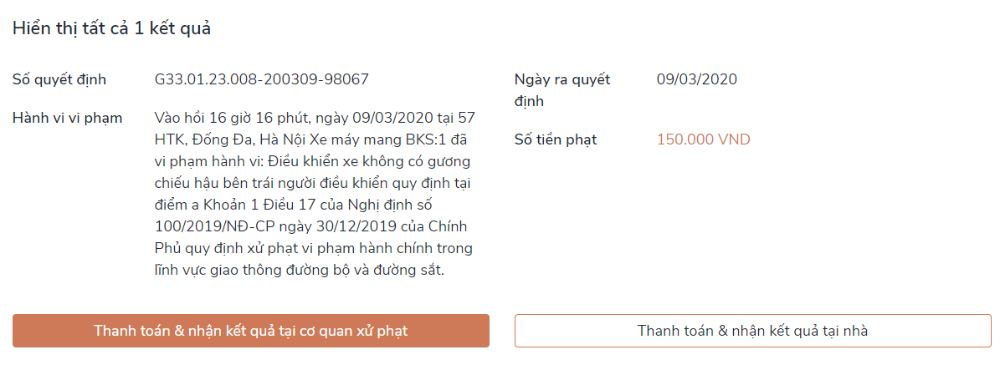 Hiển thị tất cả 1 kết quả
Số quyết định
G33.01.23.008-200309-98067
Hành vi vi phạm
Vào hồi 16 giờ 16 phút, ngày 09/03/2020 tại 57
HTK, Đống Đa, Hà Nội Xe máy mang BKS:1 đã
vi phạm hành vi: Điều khiển xe không có gương
chiếu hậu bên trái người điều khiển quy định tại
điểm a Khoản 1 Điều 17 của Nghị định số
100/2019/NĐ-CP ngày 30/12/2019 của Chính
Phủ quy định xử phạt vi phạm hành chính trong
lĩnh vực giao thông đường bộ và đường sắt.
Ngày ra quyết
định
09/03/2020
Số tiền phạt
150.000 VND
Thanh toán & nhận kết quả tại cơ quan xử phạt
Thanh toán & nhận kết quả tại nhà